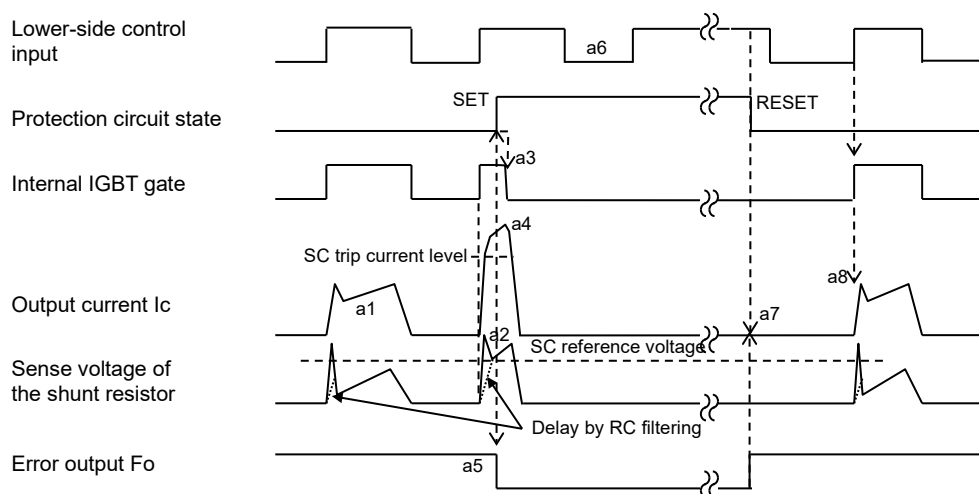 Lower-side control
input
a6
SET
RESET
Protection circuit state
a3
Internal IGBT gate
a4
SC trip current level
a8
Output current Ic
a1
a7
a2
SC reference voltage
Sense voltage of
the shunt resistor
Delay by RC filtering
Error output Fo
a5